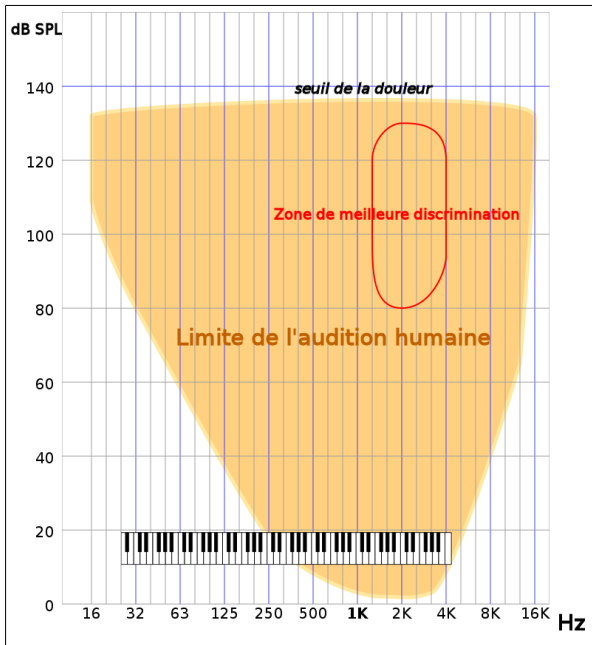 dB SPL
seuil de la douleur
140
120
Zone de meilleure discrimination
100
80
Limite de l'audition humaine
60
40
20
0
16 32 63 125 250 500 1K 2K 4K 8K 16K Hz